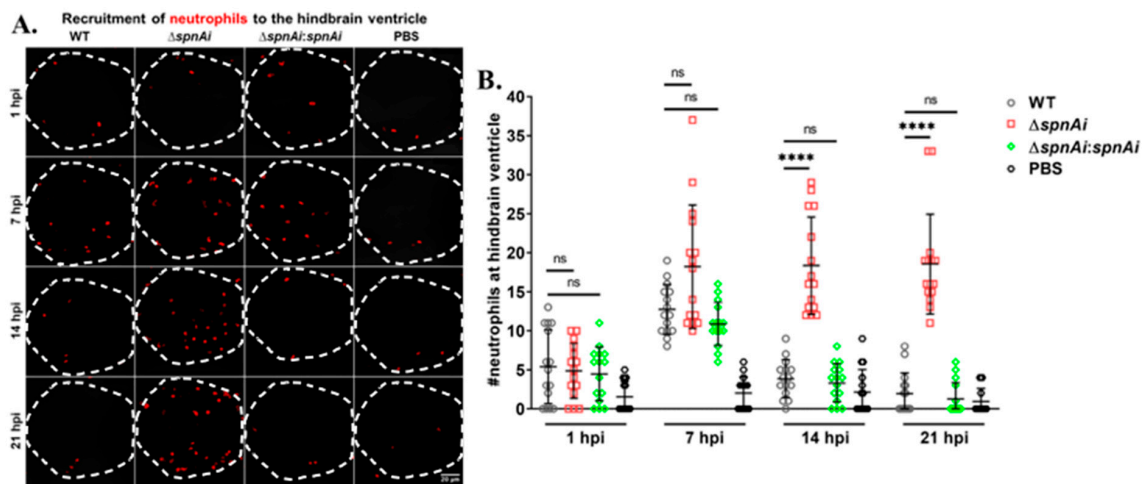 A.
Recruitment of neutrophils to the hindbrain ventricle
WT ΔspnAi ΔspnAi:spnAi PBS
1 hpi
7 hpi
14 hpi
21 hpi
20 µm
B.
#neutrophils at hindbrain ventricle
40
35
30
25
20
15
10
5
0
ns
ns
ns
ns
ns
****
ns
****
1 hpi 7 hpi 14 hpi 21 hpi
WT
ΔspnAi
ΔspnAi:spnAi
PBS